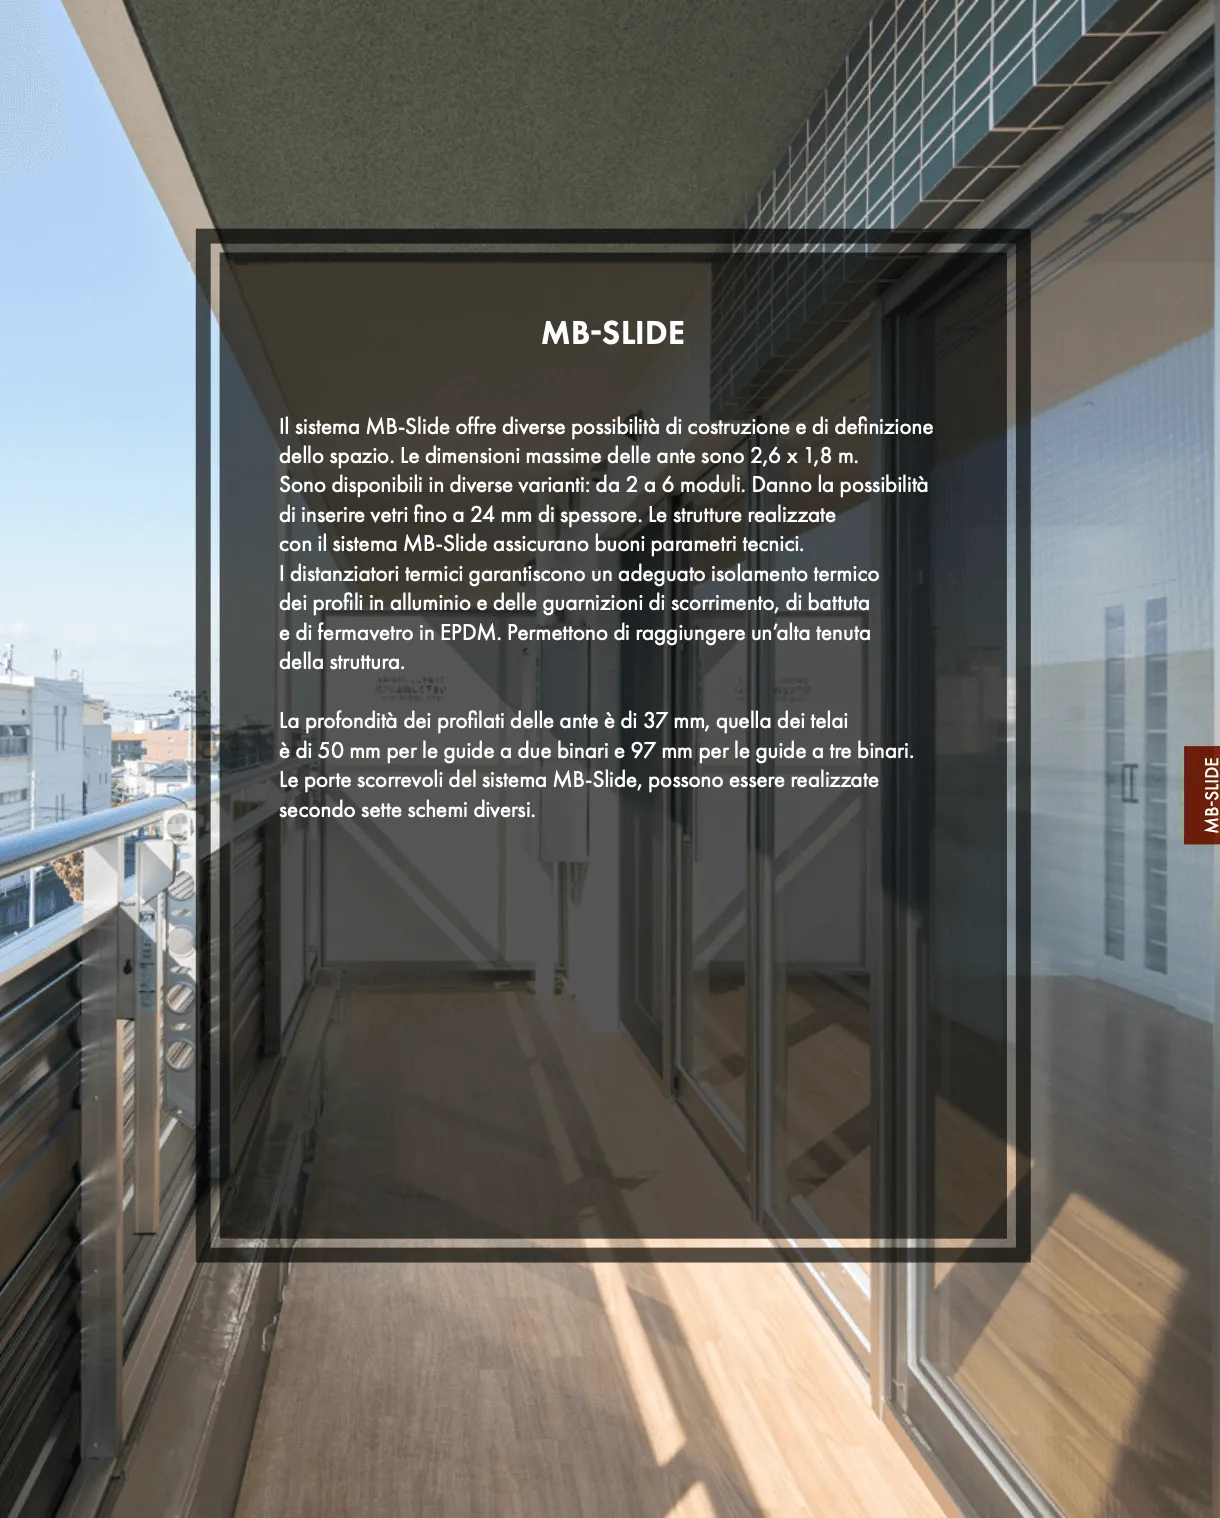 MB-SLIDE
Il sistema MB-Slide offre diverse possibilità di costruzione e di definizione
dello spazio. Le dimensioni massime delle ante sono 2,6 x 1,8 m.
Sono disponibili in diverse varianti: da 2 a 6 moduli. Danno la possibilità
di inserire vetri fino a 24 mm di spessore. Le strutture realizzate
con il sistema MB-Slide assicurano buoni parametri tecnici.
I distanziatori termici garantiscono un adeguato isolamento termico
dei profili in alluminio e delle guarnizioni di scorrimento, di battuta
e di fermavetro in EPDM. Permettono di raggiungere un’alta tenuta
della struttura.
La profondità dei profilati delle ante è di 37 mm, quella dei telai
è di 50 mm per le guide a due binari e 97 mm per le guide a tre binari.
Le porte scorrevoli del sistema MB-Slide, possono essere realizzate
secondo sette schemi diversi.
MB-SLIDE